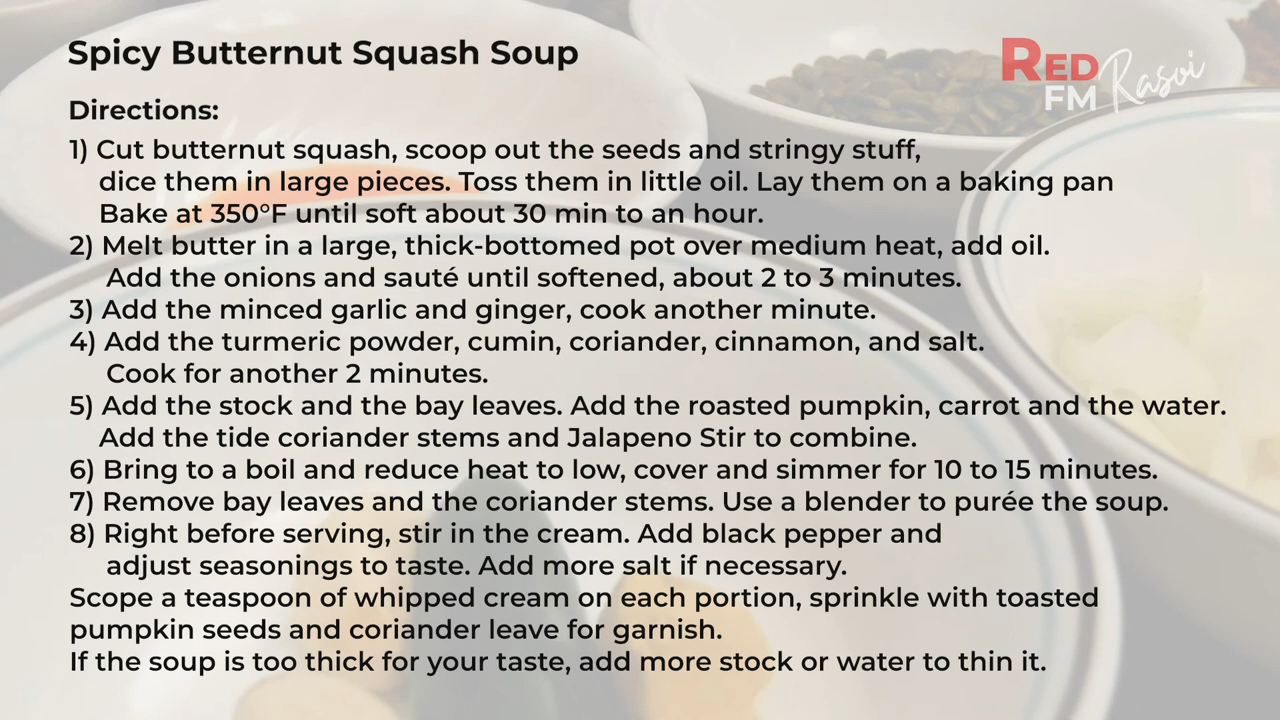 Spicy Butternut Squash Soup
RED FM Rasoi
Directions:
1) Cut butternut squash, scoop out the seeds and stringy stuff,
dice them in large pieces. Toss them in little oil. Lay them on a baking pan
Bake at 350°F until soft about 30 min to an hour.
2) Melt butter in a large, thick-bottomed pot over medium heat, add oil.
Add the onions and sauté until softened, about 2 to 3 minutes.
3) Add the minced garlic and ginger, cook another minute.
4) Add the turmeric powder, cumin, coriander, cinnamon, and salt.
Cook for another 2 minutes.
5) Add the stock and the bay leaves. Add the roasted pumpkin, carrot and the water.
Add the tide coriander stems and Jalapeno Stir to combine.
6) Bring to a boil and reduce heat to low, cover and simmer for 10 to 15 minutes.
7) Remove bay leaves and the coriander stems. Use a blender to purée the soup.
8) Right before serving, stir in the cream. Add black pepper and
adjust seasonings to taste. Add more salt if necessary.
Scope a teaspoon of whipped cream on each portion, sprinkle with toasted
pumpkin seeds and coriander leave for garnish.
If the soup is too thick for your taste, add more stock or water to thin it.